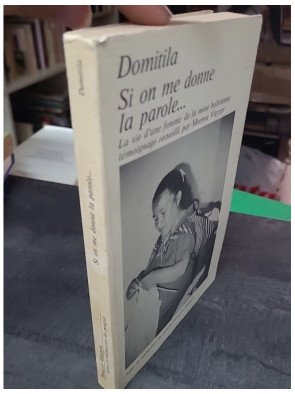 Domitila
Si on me donne
la parole...
La vie d'une femme de la mine bolivienne
témoignage recueilli par Moema Viezzer
Domitila
Si on me donne la parole...